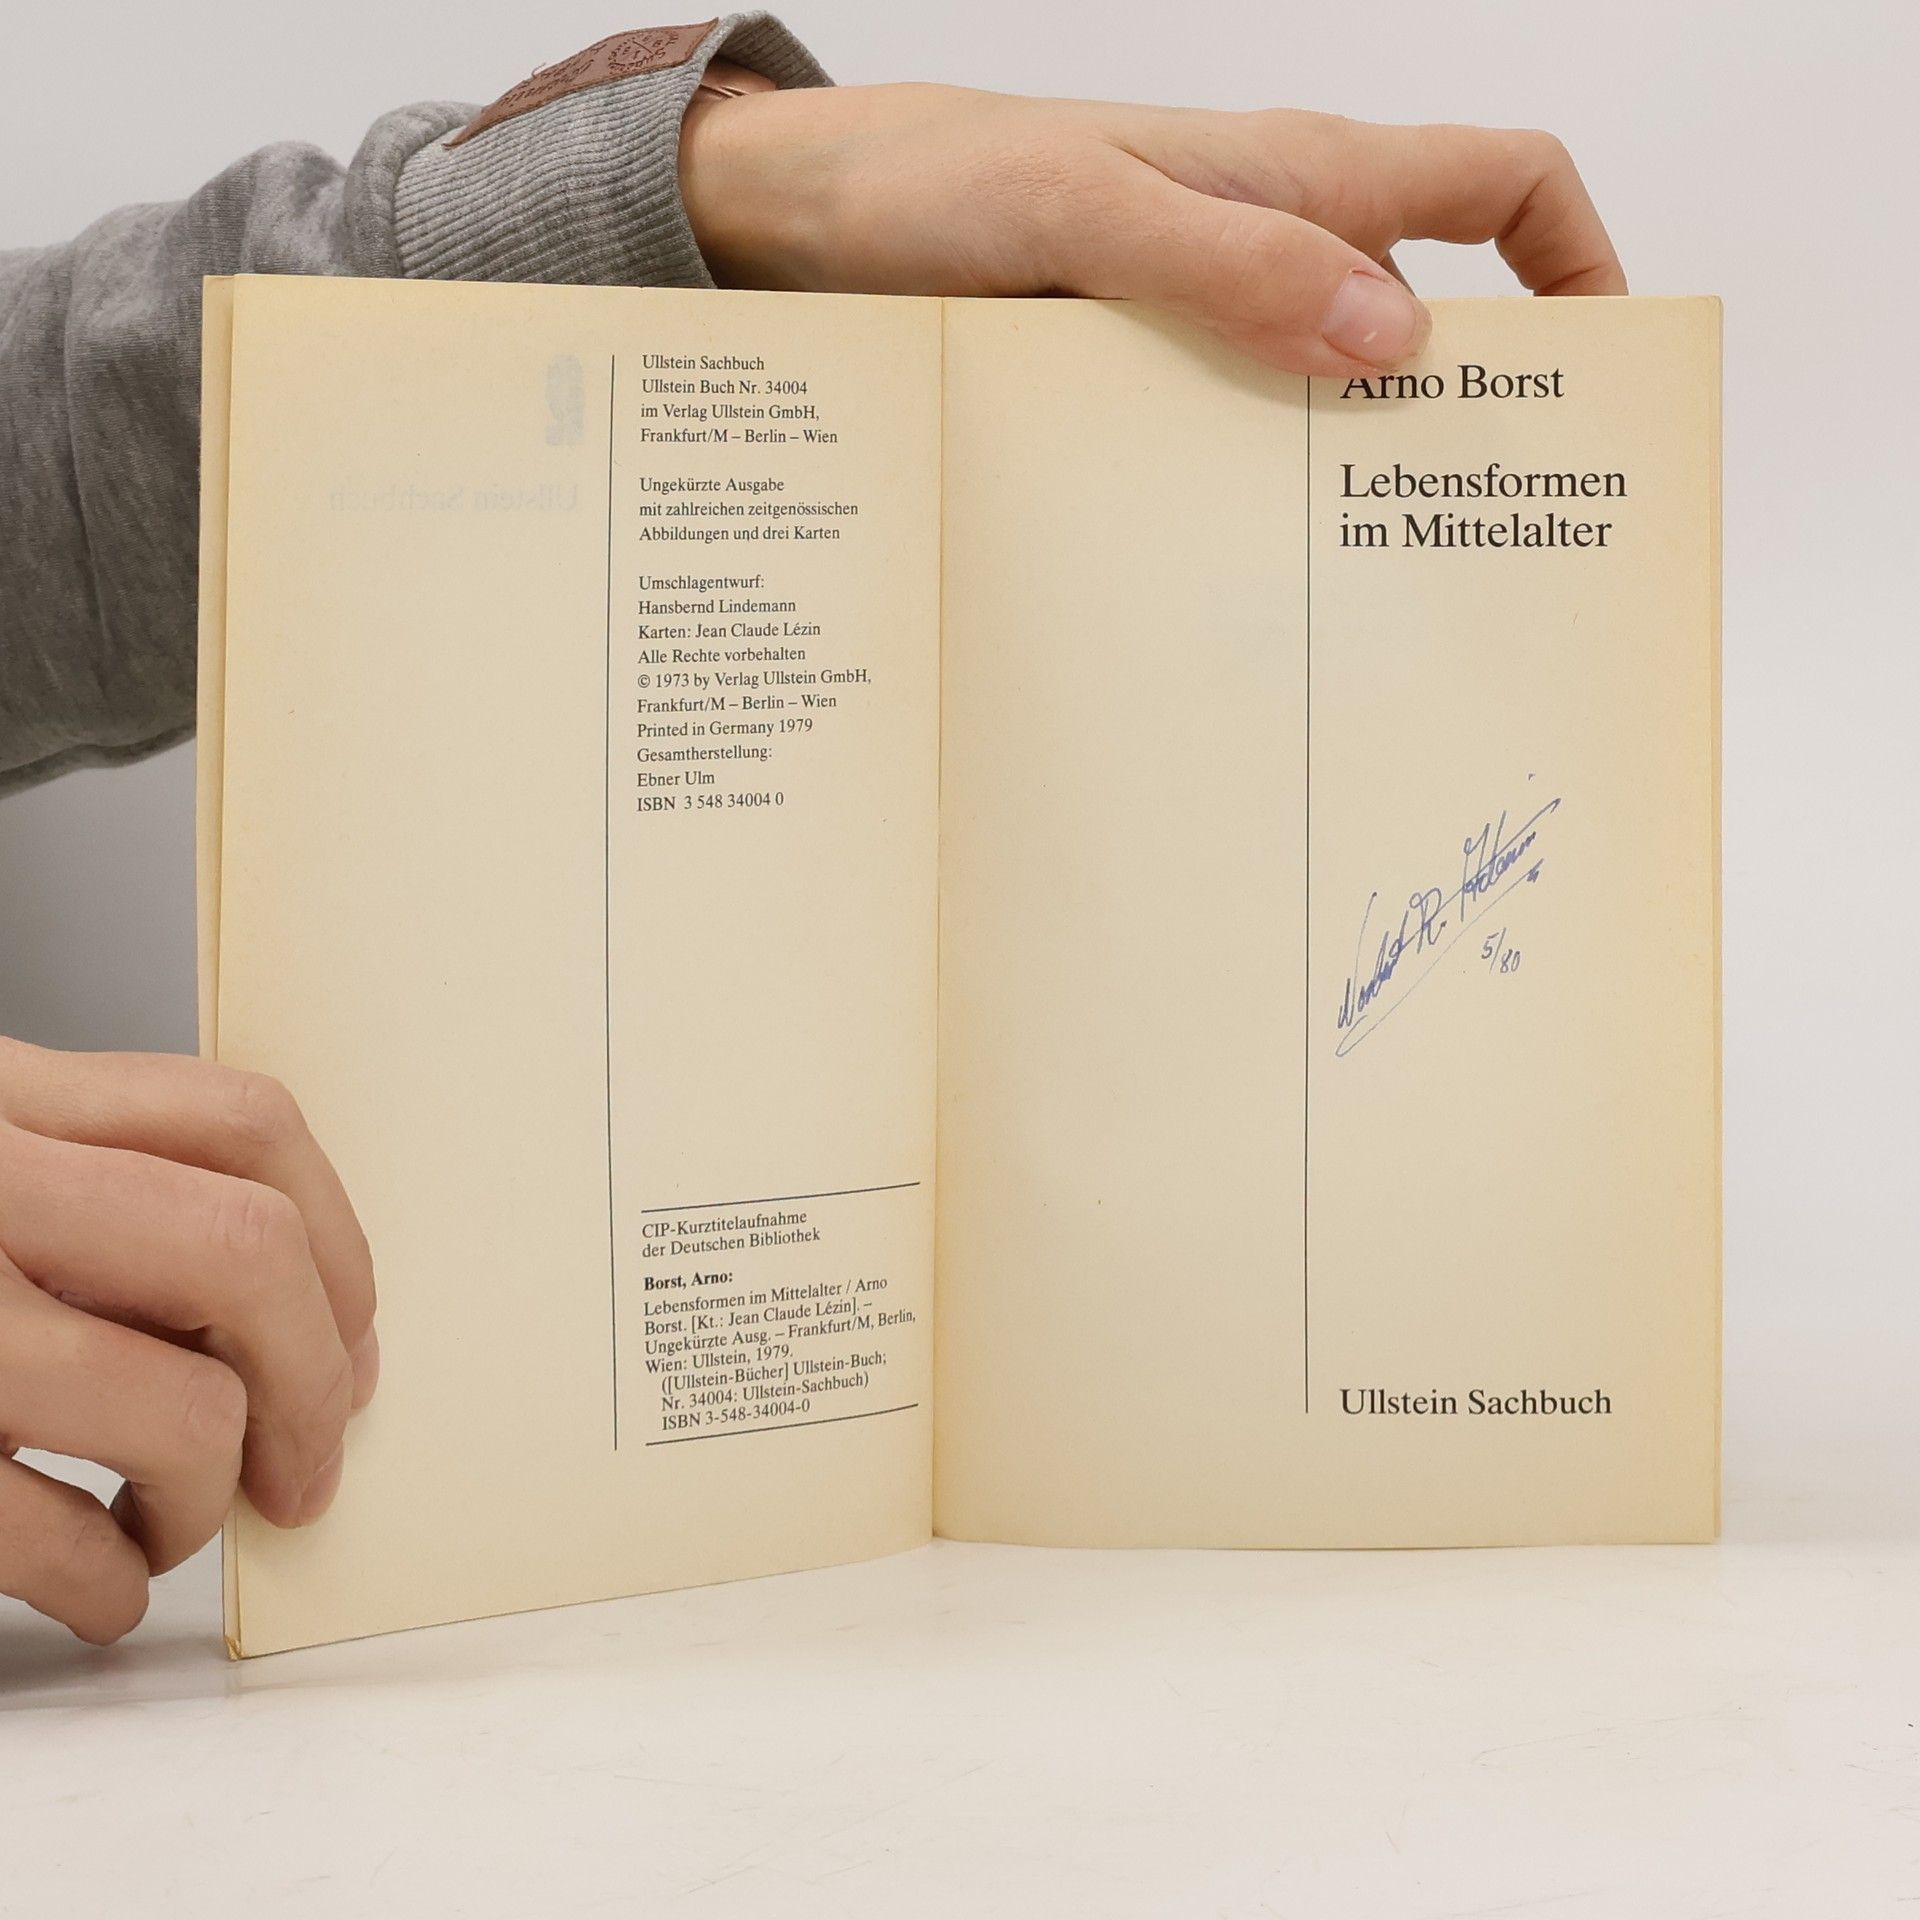 Ullstein Sachbuch
Ullstein Buch Nr. 34004
im Verlag Ullstein GmbH,
Frankfurt/M – Berlin – Wien
Ungekürzte Ausgabe
mit zahlreichen zeitgenössischen
Abbildungen und drei Karten
Umschlagentwurf:
Hansbernd Lindemann
Karten: Jean Claude Lézin
Alle Rechte vorbehalten
© 1973 by Verlag Ullstein GmbH,
Frankfurt/M – Berlin – Wien
Printed in Germany 1979
Gesamtherstellung:
Ebner Ulm
ISBN 3 548 34004 0
CIP-Kurztitelaufnahme
der Deutschen Bibliothek
Borst, Arno:
Lebensformen im Mittelalter / Arno
Borst. [Kt.: Jean Claude Lézin]. –
Ungekürzte Ausg. – Frankfurt/M, Berlin,
Wien: Ullstein, 1979.
([Ullstein-Bücher] Ullstein-Buch;
Nr. 34004: Ullstein-Sachbuch)
ISBN 3-548-34004-0
Ullstein Sachbuch
Arno Borst
Lebensformen
im Mittelalter
R.
5/80
Ullstein Sachbuch